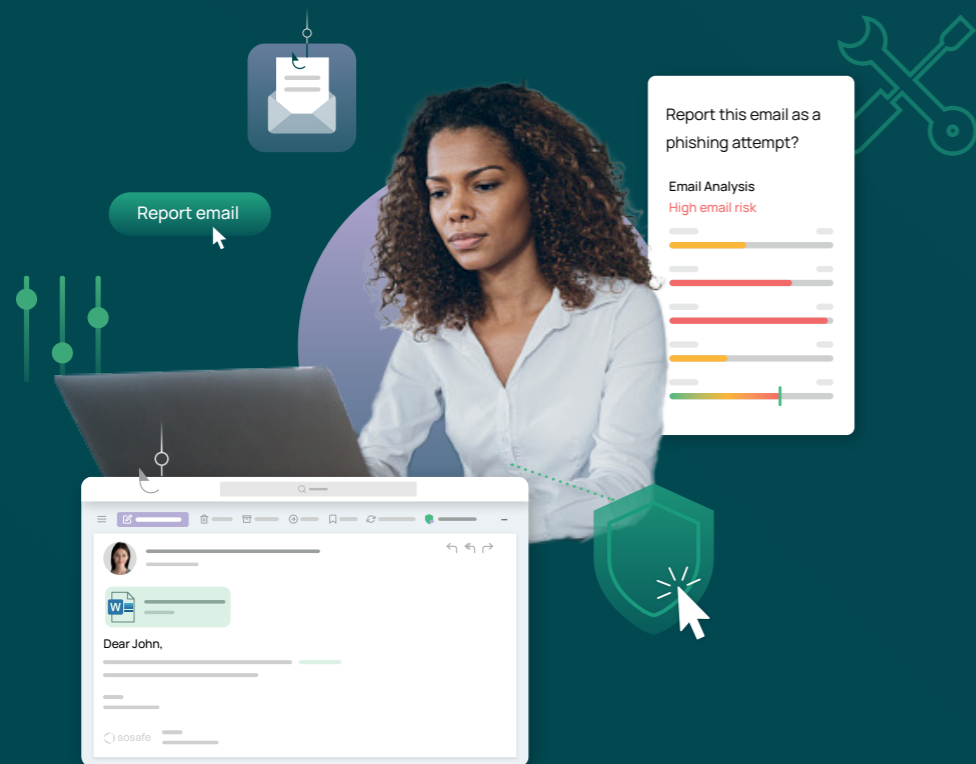 Report this email as a
phishing attempt?
Email Analysis
High email risk
Report email
W
Dear John,
sosafe